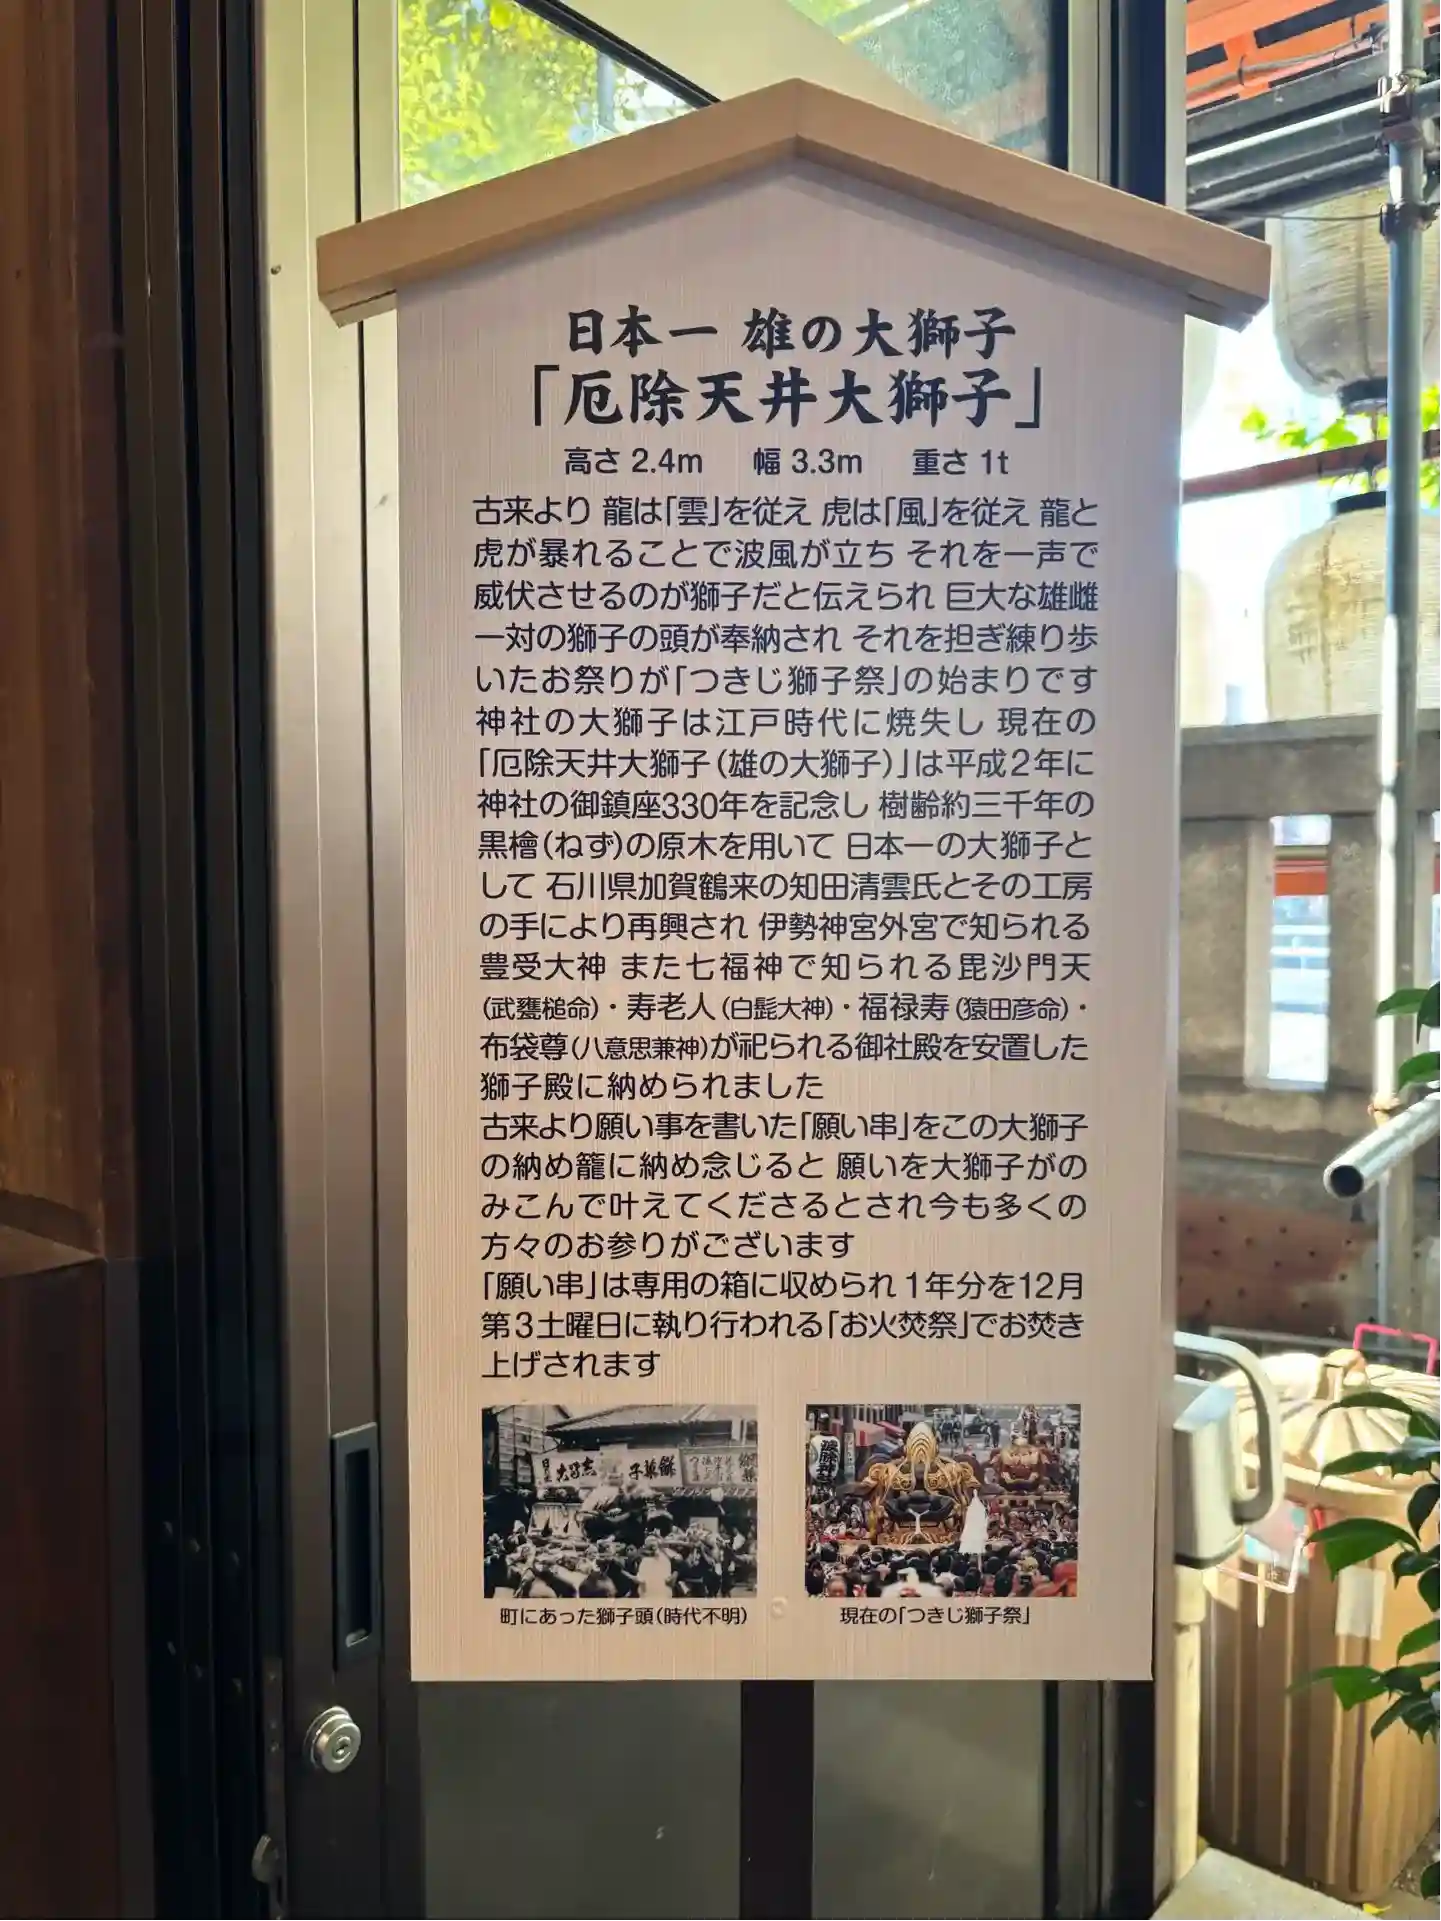 日本一 雄の大獅子
「厄除天井大獅子」
高さ 2.4m 幅 3.3m 重さ 1t
古来より 龍は「雲」を従え 虎は「風」を従え 龍と
虎が暴れることで波風が立ち それを一声で
威伏させるのが獅子だと伝えられ 巨大な雄雌
一対の獅子の頭が奉納され それを担ぎ練り歩
いたお祭りが「つきじ獅子祭」の始まりです
神社の大獅子は江戸時代に焼失し 現在の
「厄除天井大獅子(雄の大獅子)」は平成2年に
神社の御鎮座330年を記念し 樹齢約三千年の
黒檜(ねず)の原木を用いて 日本一の大獅子と
して 石川県加賀鶴来の知田清雲氏とその工房
の手により再興され 伊勢神宮外宮で知られる
豊受大神 また七福神で知られる毘沙門天
(武甕槌命)・寿老人(白髭大神)・福禄寿(猿田彦命)・
布袋尊(八意思兼神)が祀られる御社殿を安置した
獅子殿に納められました
古来より願い事を書いた「願い串」をこの大獅子
の納め籠に納め念じると 願いを大獅子がの
みこんで叶えてくださるとされ今も多くの
方々のお参りがございます
「願い串」は専用の箱に収められ 1年分を12月
第3土曜日に執り行われる「お火焚祭」でお焚き
上げされます
波除神社
町にあった獅子頭(時代不明)
現在の「つきじ獅子祭」